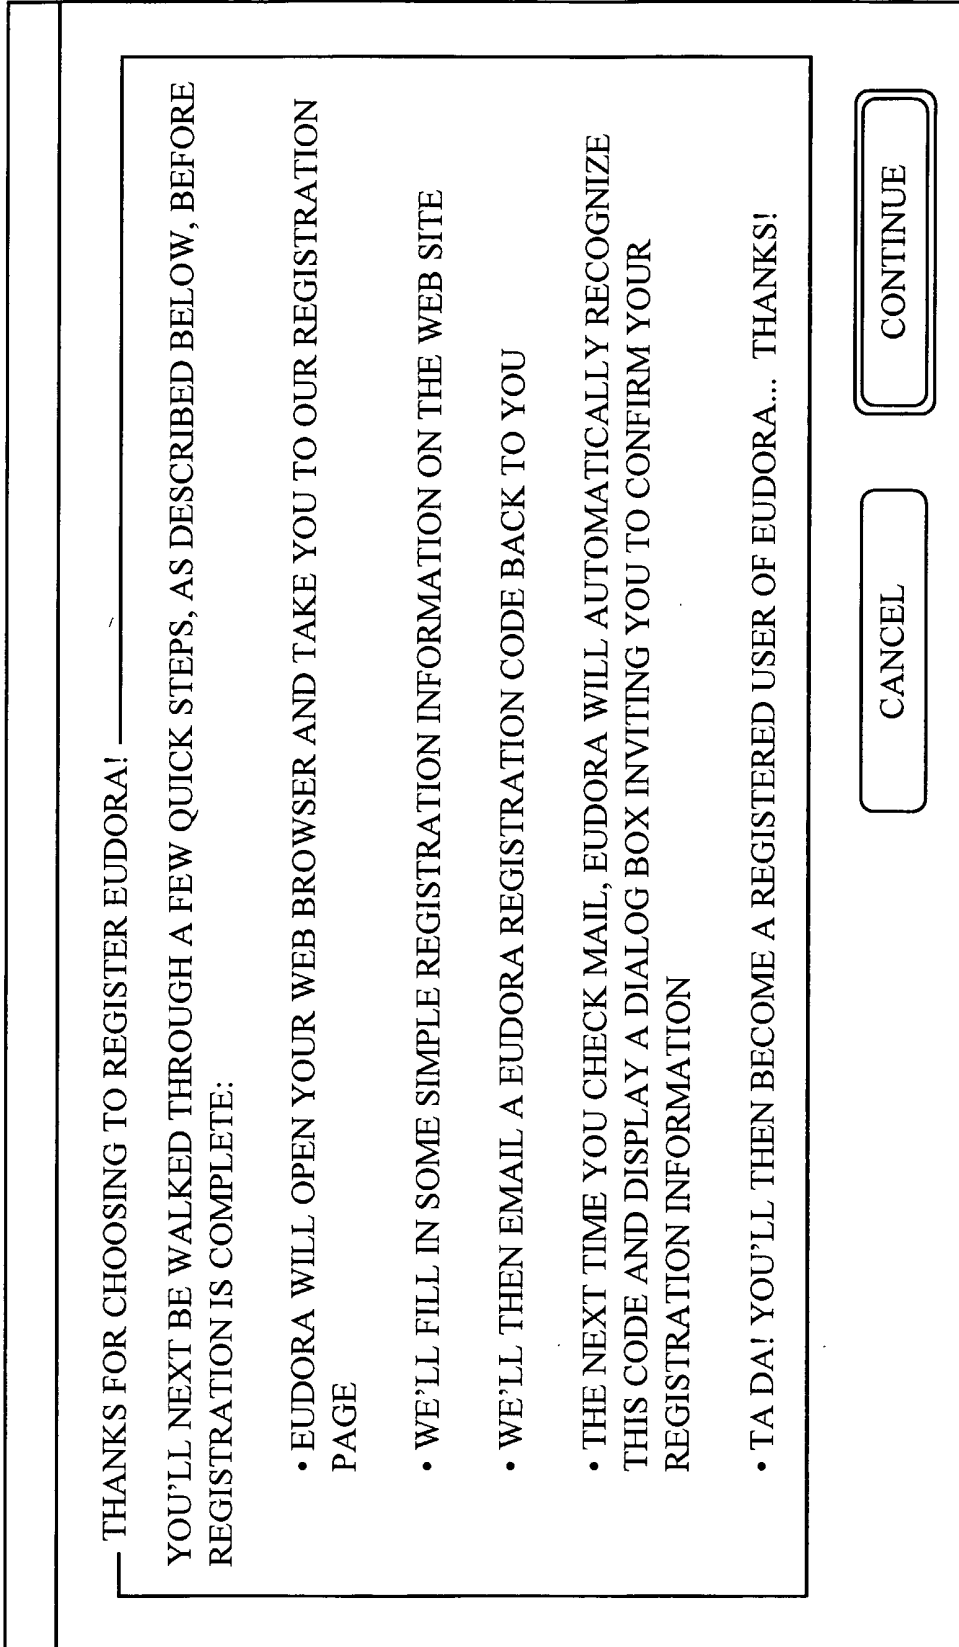 THANKS FOR CHOOSING TO REGISTER EUDORA!
YOU'LL NEXT BE WALKED THROUGH A FEW QUICK STEPS, AS DESCRIBED BELOW, BEFORE
REGISTRATION IS COMPLETE:
• EUDORA WILL OPEN YOUR WEB BROWSER AND TAKE YOU TO OUR REGISTRATION
PAGE
• WE'LL FILL IN SOME SIMPLE REGISTRATION INFORMATION ON THE WEB SITE
• WE'LL THEN EMAIL A EUDORA REGISTRATION CODE BACK TO YOU
• THE NEXT TIME YOU CHECK MAIL, EUDORA WILL AUTOMATICALLY RECOGNIZE
THIS CODE AND DISPLAY A DIALOG BOX INVITING YOU TO CONFIRM YOUR
REGISTRATION INFORMATION
• TA DA! YOU'LL THEN BECOME A REGISTERED USER OF EUDORA... THANKS!
CANCEL
CONTINUE